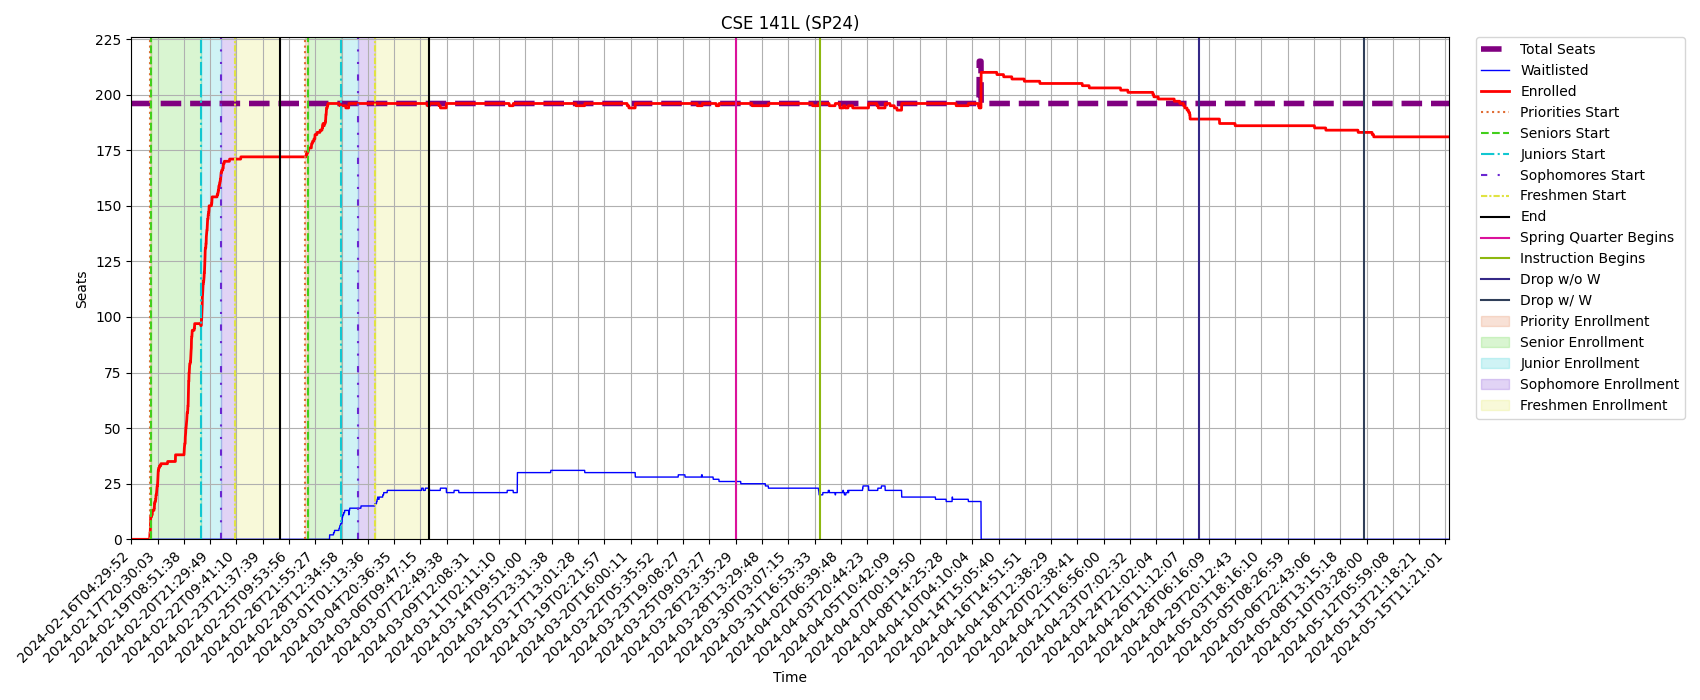 CSE 141L (SP24)
225
200
175
150
125
100
75
50
25
0
Seats
2024-02-16T04:29:52
2024-02-17T20:30:03
2024-02-19T08:51:38
2024-02-20T21:29:49
2024-02-22T09:41:10
2024-02-23T21:37:39
2024-02-25T09:53:56
2024-02-26T21:55:27
2024-02-28T12:34:58
2024-03-01T01:13:36
2024-03-04T20:36:35
2024-03-06T09:47:15
2024-03-07T22:49:38
2024-03-09T12:08:31
2024-03-11T02:11:10
2024-03-14T09:51:00
2024-03-15T23:31:38
2024-03-17T13:01:28
2024-03-19T02:21:57
2024-03-20T16:00:11
2024-03-22T05:35:52
2024-03-23T19:08:27
2024-03-25T09:03:27
2024-03-26T23:35:29
2024-03-28T13:29:48
2024-03-30T03:07:15
2024-03-31T16:53:33
2024-04-02T06:39:48
2024-04-03T20:44:23
2024-04-05T10:42:09
2024-04-07T00:19:50
2024-04-08T14:25:28
2024-04-10T04:10:04
2024-04-14T15:05:40
2024-04-16T14:51:51
2024-04-18T12:38:29
2024-04-20T02:38:41
2024-04-21T16:56:00
2024-04-23T07:02:32
2024-04-24T21:02:04
2024-04-26T11:12:07
2024-04-28T06:16:09
2024-04-29T20:12:43
2024-05-03T18:16:10
2024-05-05T08:26:59
2024-05-06T22:43:06
2024-05-08T13:15:18
2024-05-10T03:28:00
2024-05-12T05:59:08
2024-05-13T21:18:21
2024-05-15T11:21:01
Time
Total Seats
Waitlisted
Enrolled
Priorities Start
Seniors Start
Juniors Start
Sophomores Start
Freshmen Start
End
Spring Quarter Begins
Instruction Begins
Drop w/o W
Drop w/ W
Priority Enrollment
Senior Enrollment
Junior Enrollment
Sophomore Enrollment
Freshmen Enrollment